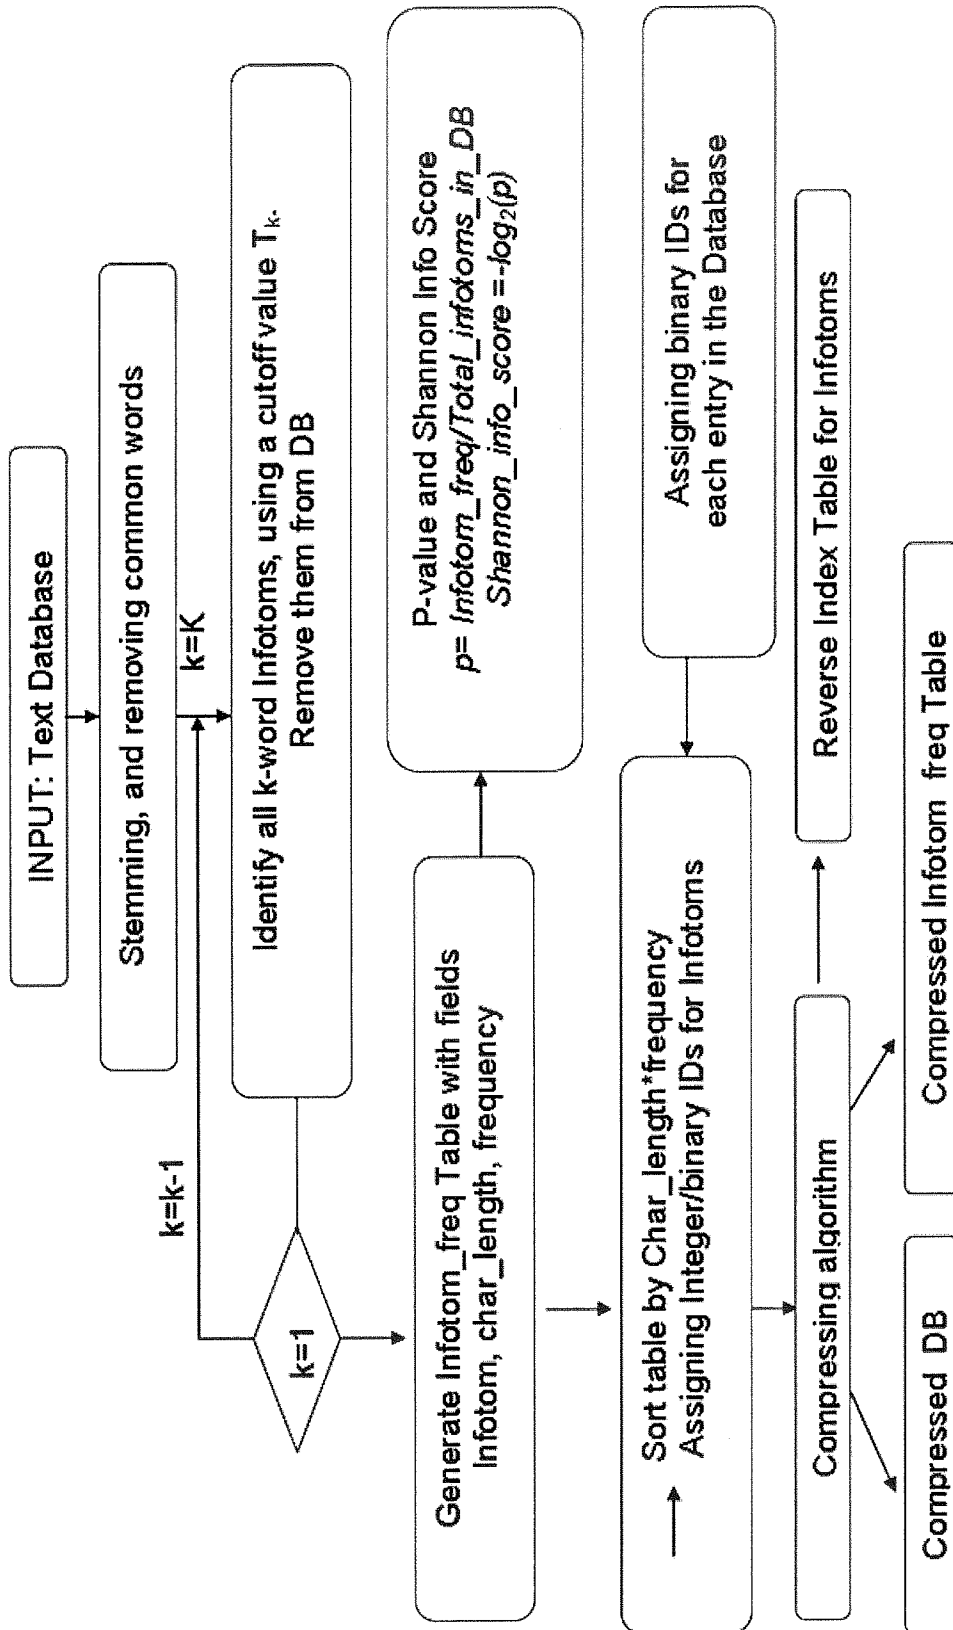 INPUT: Text Database
Stemming, and removing common words
k=K
k=k-1
Identify all k-word Infotoms, using a cutoff value Tₖ.
Remove them from DB
k=1
Generate Infotom_freq Table with fields
Infotom, char_length, frequency
P-value and Shannon Info Score
p= Infotom_freq/Total_infotoms_in_DB
Shannon_info_score =-log₂(p)
Sort table by Char_length*frequency
Assigning Integer/binary IDs for Infotoms
Assigning binary IDs for
each entry in the Database
Compressing algorithm
Reverse Index Table for Infotoms
Compressed DB
Compressed Infotom freq Table